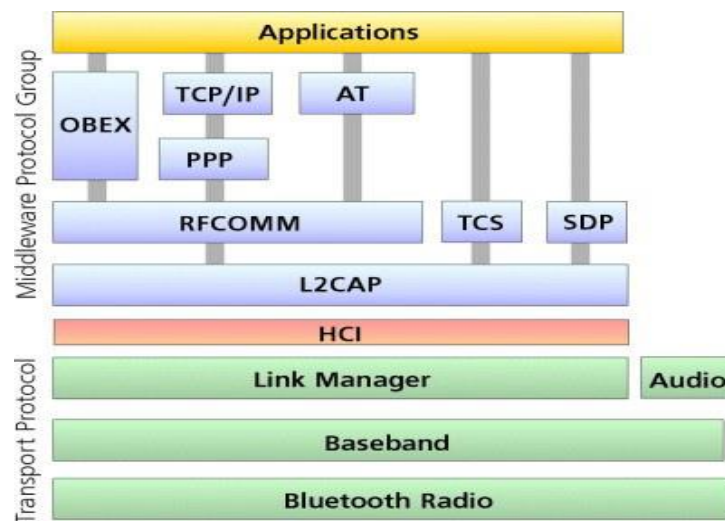 Applications
Middleware Protocol Group
OBEX
TCP/IP
AT
PPP
RFCOMM
TCS
SDP
L2CAP
HCI
Transport Protocol
Link Manager
Audio
Baseband
Bluetooth Radio